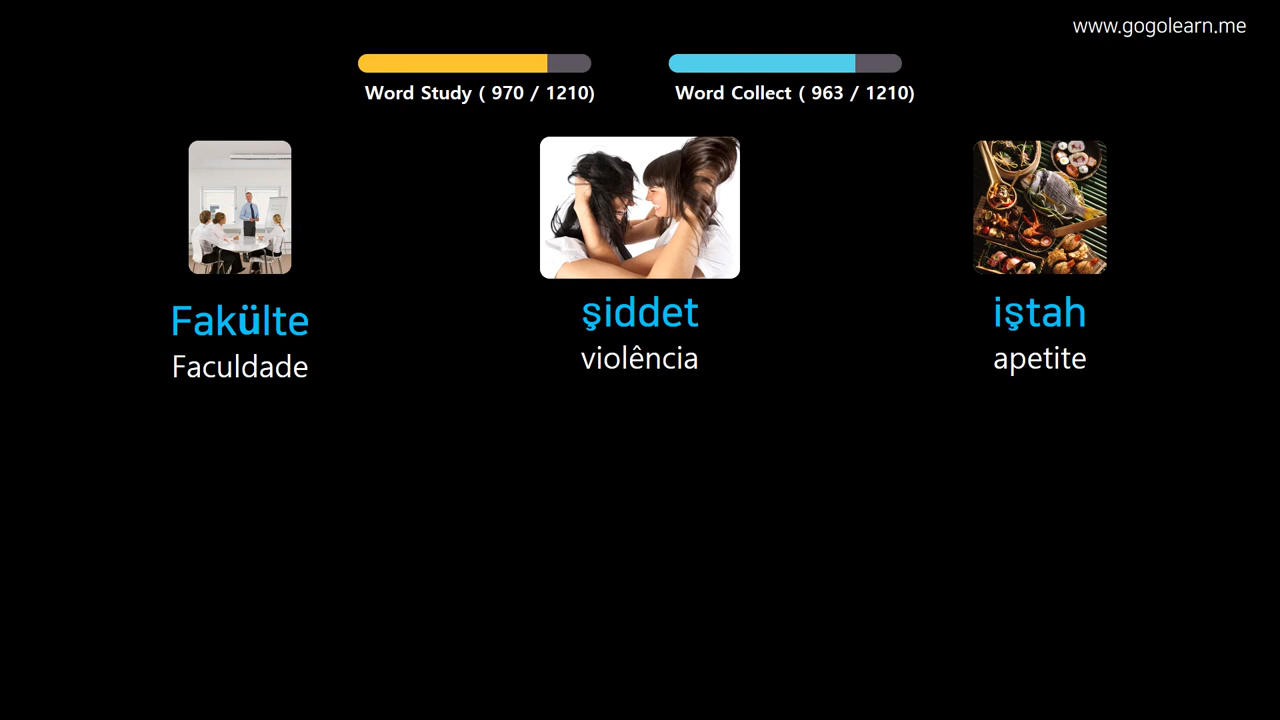 www.gogolearn.me
Word Study ( 970 / 1210)
Word Collect ( 963 / 1210)
Fakülte
Faculdade
şiddet
violência
iştah
apetite